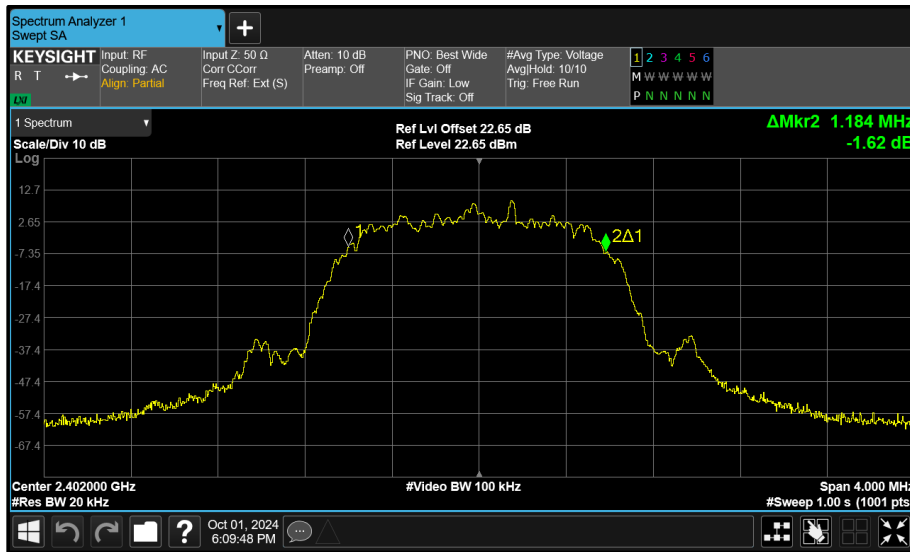 Spectrum Analyzer 1
Swept SA
+
KEYSIGHT
R T
LXI
Input: RF
Coupling: AC
Align: Partial
Input Z: 50 Ω
Corr CCorr
Freq Ref: Ext (S)
Atten: 10 dB
Preamp: Off
PNO: Best Wide
Gate: Off
IF Gain: Low
Sig Track: Off
#Avg Type: Voltage
Avg|Hold: 10/10
Trig: Free Run
1 2 3 4 5 6
M W W W W W
P N N N N N
1 Spectrum
Scale/Div 10 dB
Log
Ref Lvl Offset 22.65 dB
Ref Level 22.65 dBm
ΔMkr2 1.184 MHz
-1.62 dB
12.7
2.65
-7.35
-17.4
-27.4
-37.4
-47.4
-57.4
-67.4
1
2Δ1
Center 2.402000 GHz
#Res BW 20 kHz
#Video BW 100 kHz
Span 4.000 MHz
#Sweep 1.00 s (1001 pts
?
Oct 01, 2024
6:09:48 PM